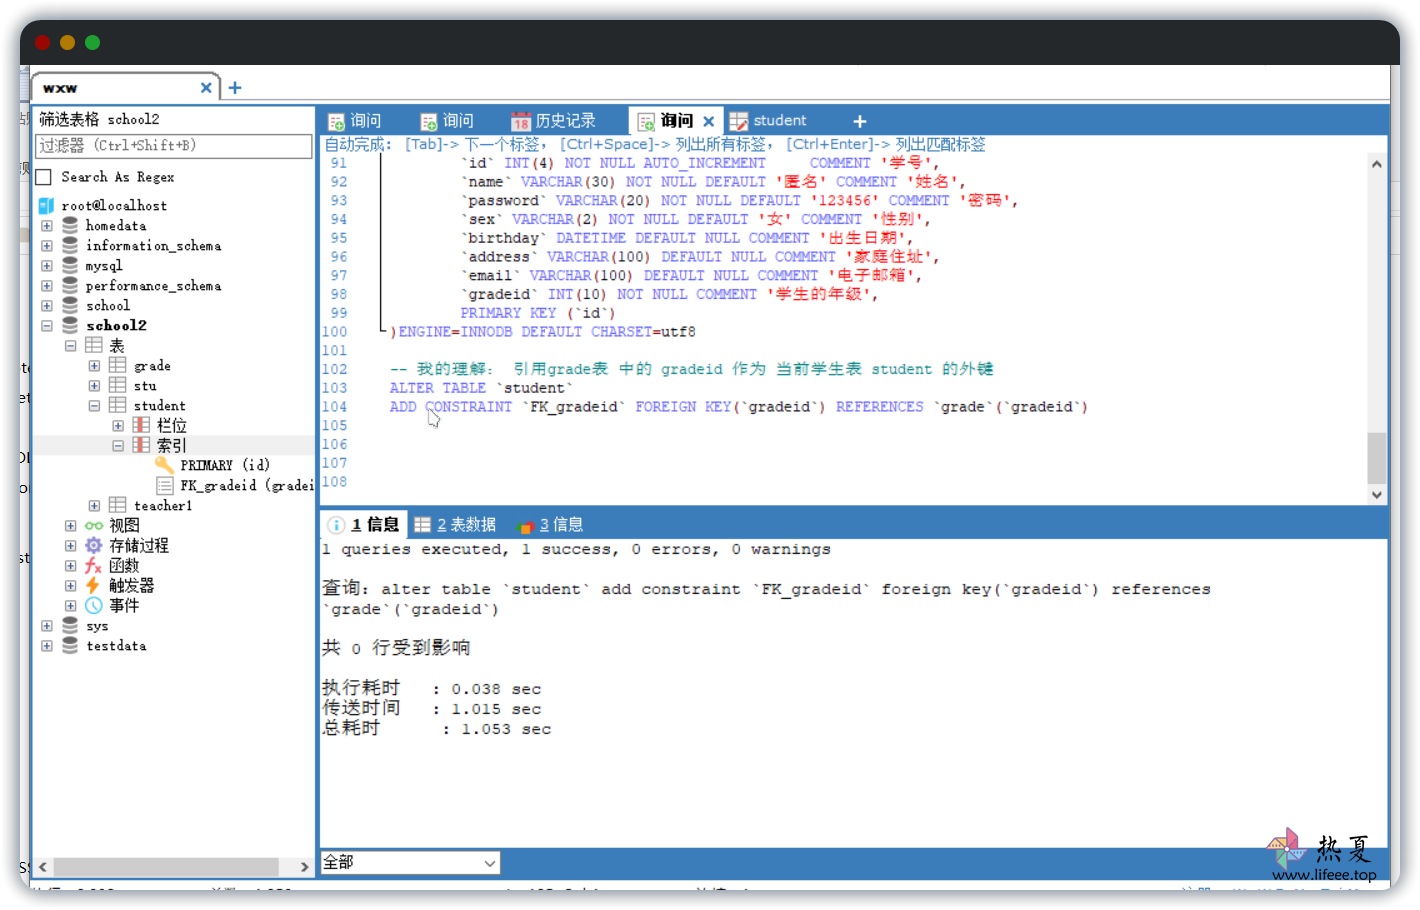 wxw
筛选表格 school2
过滤器 (Ctrl+Shift+B)
Search As Regex
root@localhost
homedata
information_schema
mysql
performance_schema
school
school2
表
grade
stu
student
栏位
索引
PRIMARY (id)
FK_gradeid (gradei
teacher1
视图
存储过程
函数
触发器
事件
sys
testdata
询问
询问
18 历史记录
询问
student
自动完成： [Tab]-> 下一个标签， [Ctrl+Space]-> 列出所有标签， [Ctrl+Enter]-> 列出匹配标签
91 `id` INT(4) NOT NULL AUTO_INCREMENT COMMENT '学号',
92 `name` VARCHAR(30) NOT NULL DEFAULT '匿名' COMMENT '姓名',
93 `password` VARCHAR(20) NOT NULL DEFAULT '123456' COMMENT '密码',
94 `sex` VARCHAR(2) NOT NULL DEFAULT '女' COMMENT '性别',
95 `birthday` DATETIME DEFAULT NULL COMMENT '出生日期',
96 `address` VARCHAR(100) DEFAULT NULL COMMENT '家庭住址',
97 `email` VARCHAR(100) DEFAULT NULL COMMENT '电子邮箱',
98 `gradeid` INT(10) NOT NULL COMMENT '学生的年级',
99 PRIMARY KEY (`id`)
100 )ENGINE=INNODB DEFAULT CHARSET=utf8
101
102 -- 我的理解： 引用grade表 中的 gradeid 作为 当前学生表 student 的外键
103 ALTER TABLE `student`
104 ADD CONSTRAINT `FK_gradeid` FOREIGN KEY(`gradeid`) REFERENCES `grade`(`gradeid`)
105
106
107
108
1 信息
2 表数据
3 信息
1 queries executed, 1 success, 0 errors, 0 warnings
查询：alter table `student` add constraint `FK_gradeid` foreign key(`gradeid`) references
`grade`(`gradeid`)
共 0 行受到影响
执行耗时 : 0.038 sec
传送时间 : 1.015 sec
总耗时 : 1.053 sec
全部
热夏
www.lifeee.top